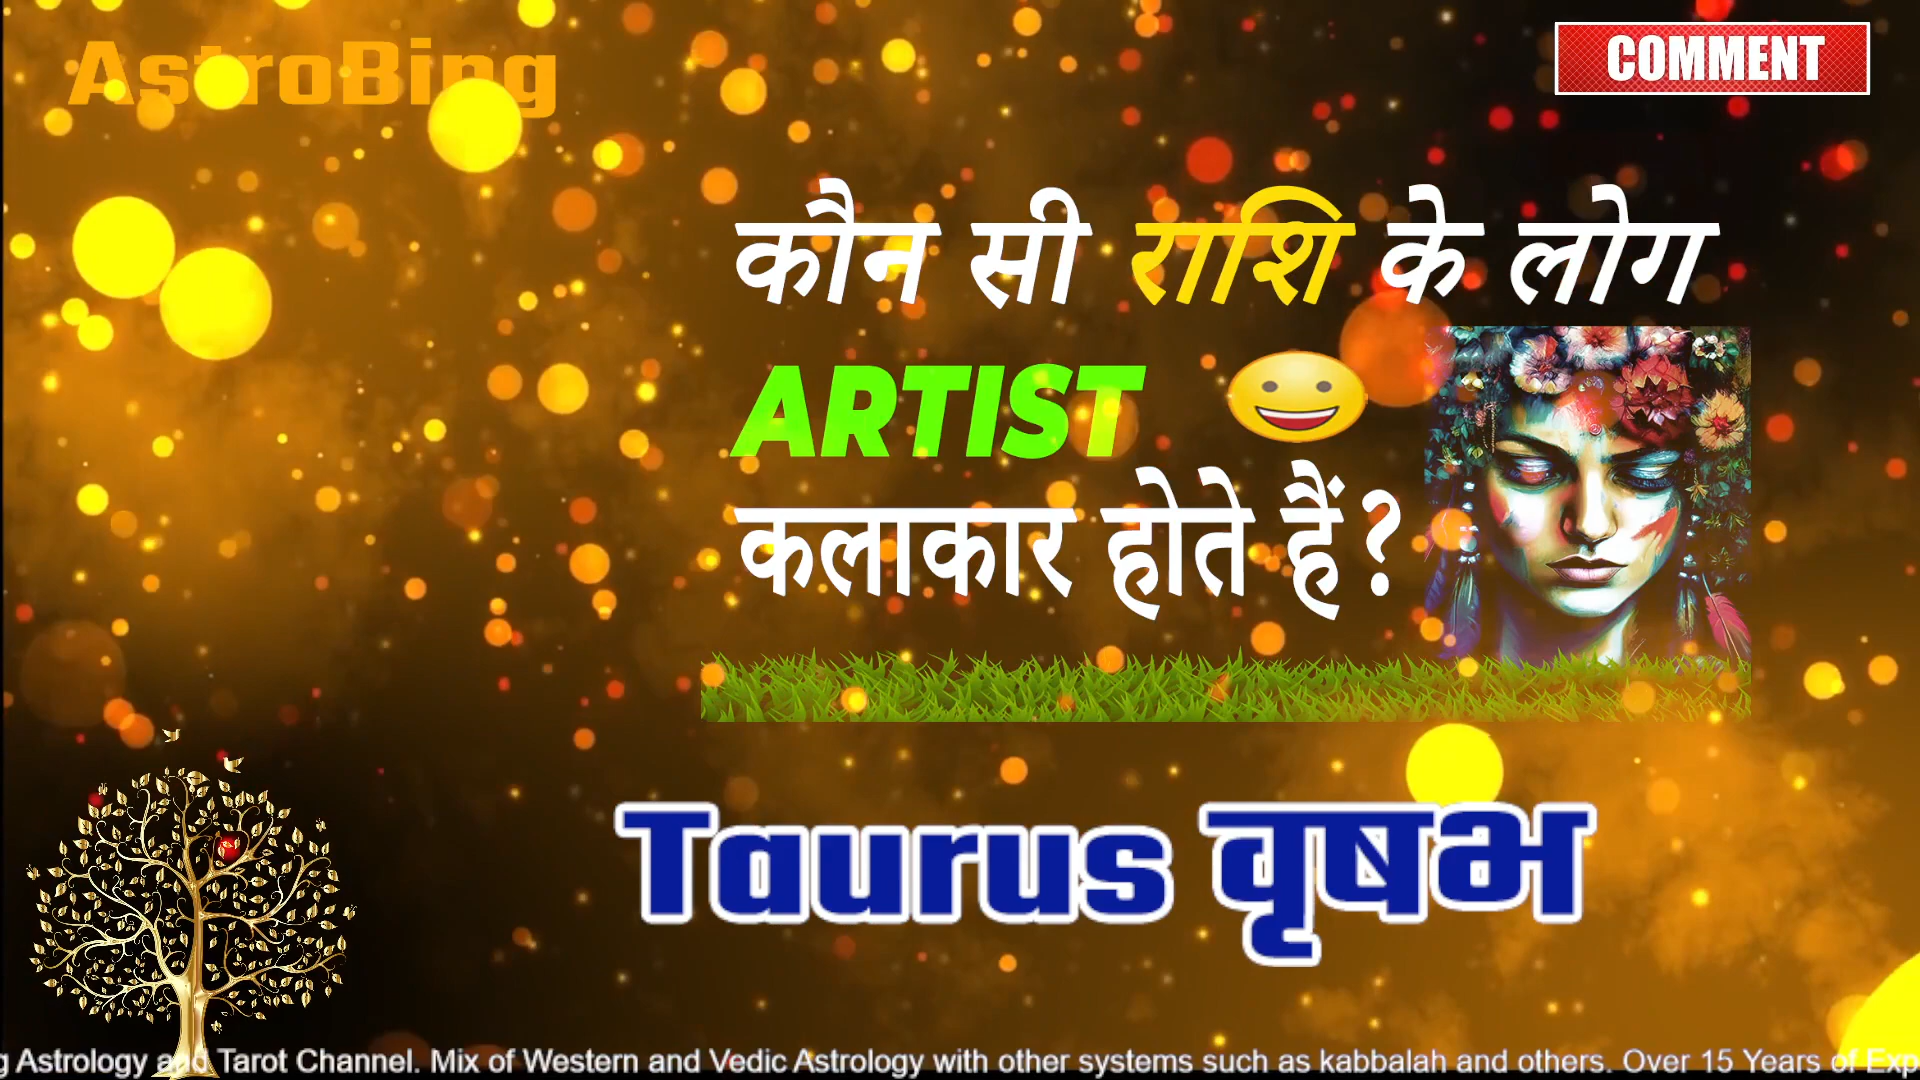 AstroBing
COMMENT
कौन सी राशि के लोग
ARTIST
कलाकार होते हैं?
Taurus वृषभ
g Astrology and Tarot Channel. Mix of Western and Vedic Astrology with other systems such as kabbalah and others. Over 15 Years of Exp